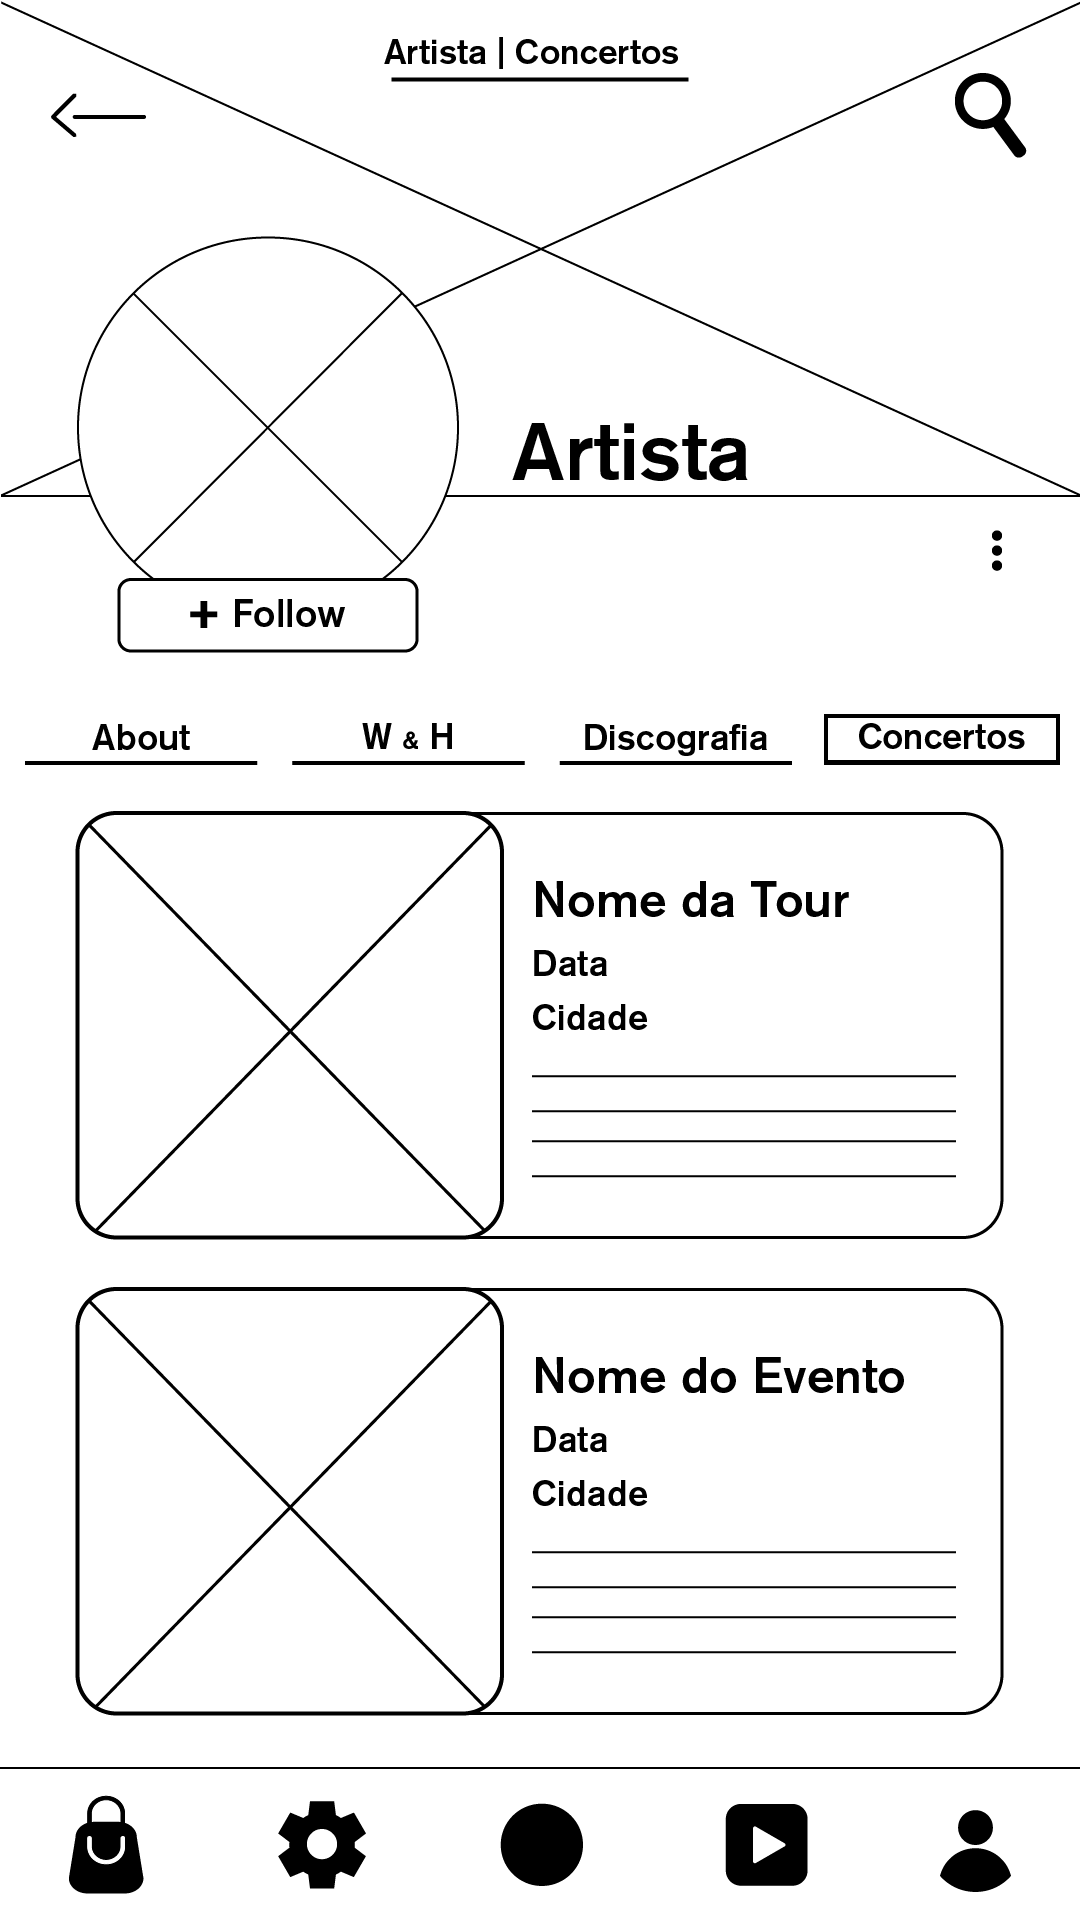 Artista | Concertos
Artista
+ Follow
About
W & H
Discografia
Concertos
Nome da Tour
Data
Cidade
Nome do Evento
Data
Cidade